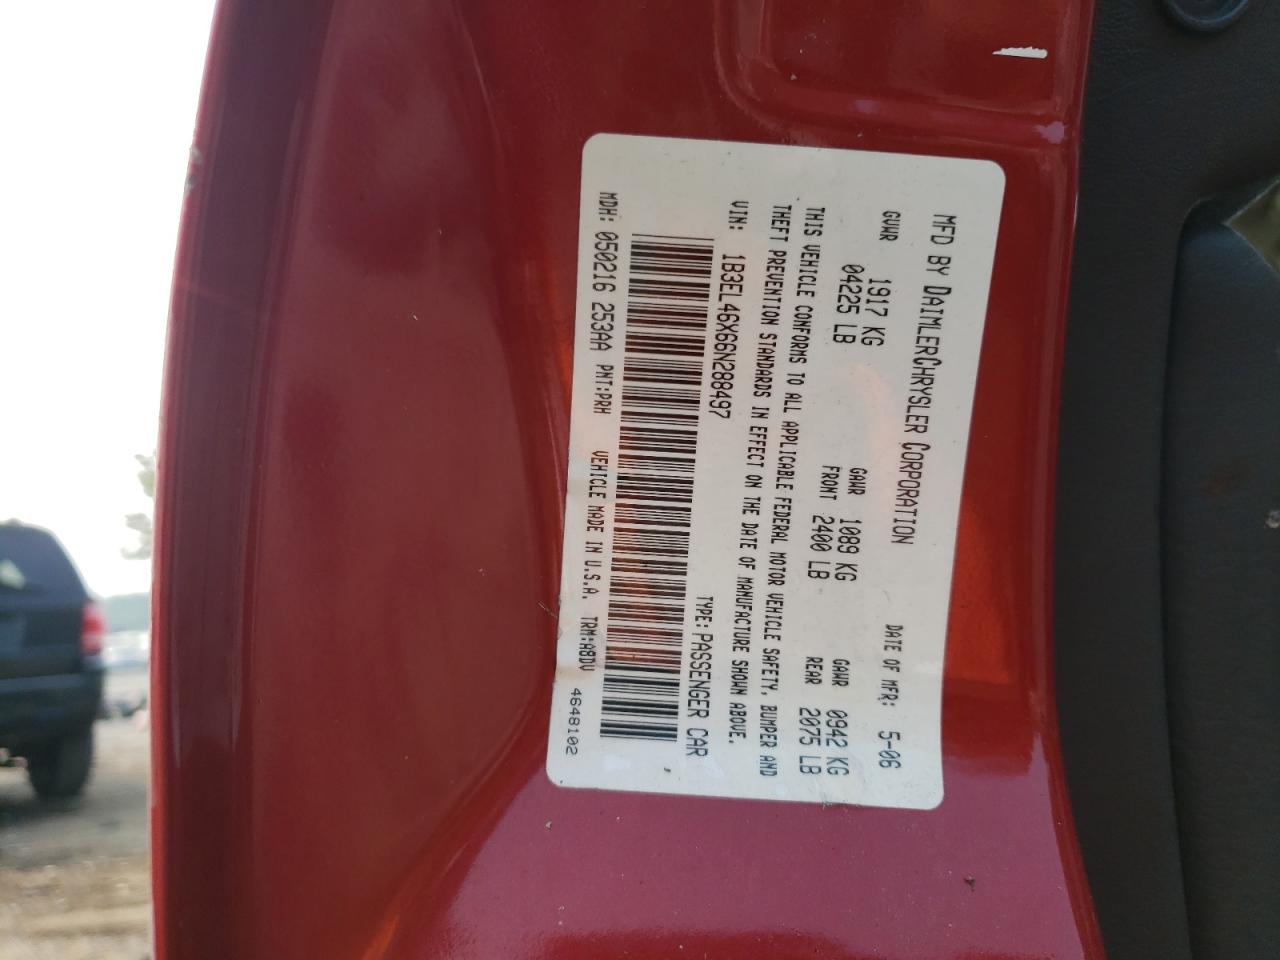 MFD BY DAIMLERCHRYSLER CORPORATION
DATE OF MFR: 5-06
GVWR 1917 KG
04225 LB
GAWR 1089 KG
FRONT 2400 LB
GAWR 0942 KG
REAR 2075 LB
THIS VEHICLE CONFORMS TO ALL APPLICABLE FEDERAL MOTOR VEHICLE SAFETY, BUMPER AND
THEFT PREVENTION STANDARDS IN EFFECT ON THE DATE OF MANUFACTURE SHOWN ABOVE.
VIN: 1B3EL46X66N288497
TYPE: PASSENGER CAR
MDH: 050216 253AA PNT:PRH VEHICLE MADE IN U.S.A. TRM:A8DV
4648102